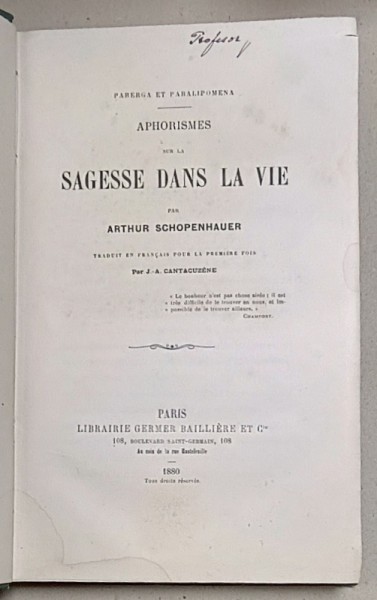 Profesor
PARERGA ET PARALIPOMENA
APHORISMES
SUR LA
SAGESSE DANS LA VIE
PAR
ARTHUR SCHOPENHAUER
TRADUIT EN FRANÇAIS POUR LA PREMIÈRE FOIS
Par J.-A. CANTACUZÈNE
« Le bonheur n'est pas chose aisée ; il est
« très difficile de le trouver en nous, et im-
« possible de le trouver ailleurs. »
CHAMFORT.
PARIS
LIBRAIRIE GERMER BAILLIÈRE ET Cie
108, BOULEVARD SAINT-GERMAIN, 108
Au coin de la rue Hautefeuille
1880
Tous droits réservés.